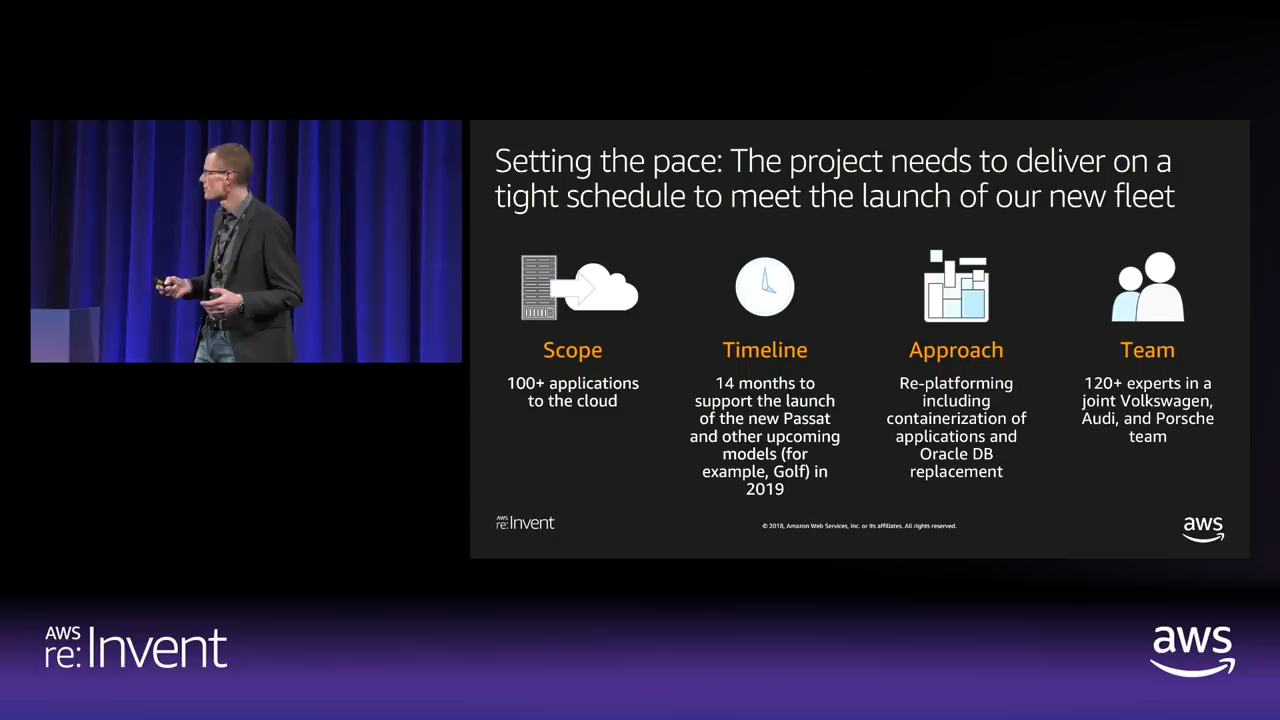 Setting the pace: The project needs to deliver on a
tight schedule to meet the launch of our new fleet
Scope
100+ applications
to the cloud
Timeline
14 months to
support the launch
of the new Passat
and other upcoming
models (for
example, Golf) in
2019
Approach
Re-platforming
including
containerization of
applications and
Oracle DB
replacement
Team
120+ experts in a
joint Volkswagen,
Audi, and Porsche
team
AWS
re:Invent
© 2018, Amazon Web Services, Inc. or its affiliates. All rights reserved.
aws
AWS
re:Invent
aws